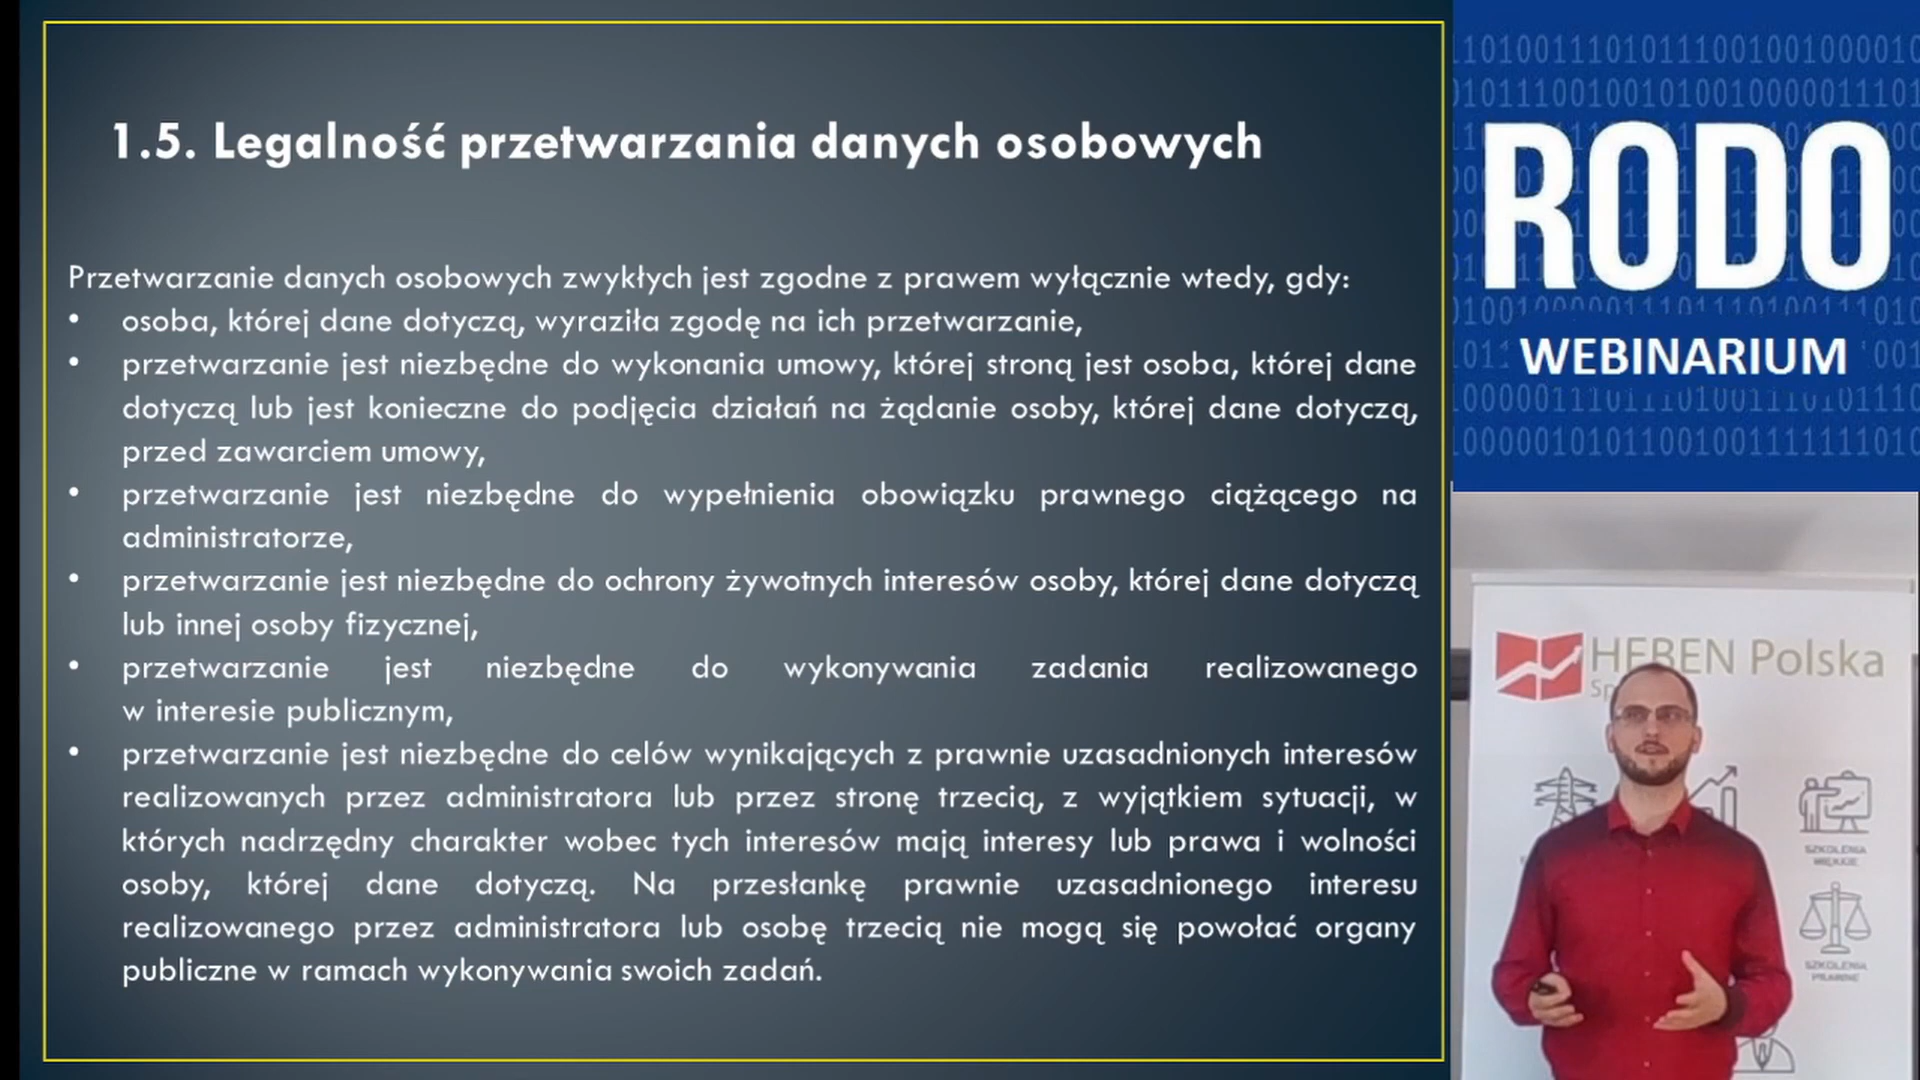 1.5. Legalność przetwarzania danych osobowych
Przetwarzanie danych osobowych zwykłych jest zgodne z prawem wyłącznie wtedy, gdy:
• osoba, której dane dotyczą, wyraziła zgodę na ich przetwarzanie,
• przetwarzanie jest niezbędne do wykonania umowy, której stroną jest osoba, której dane
dotyczą lub jest konieczne do podjęcia działań na żądanie osoby, której dane dotyczą,
przed zawarciem umowy,
• przetwarzanie jest niezbędne do wypełnienia obowiązku prawnego ciążącego na
administratorze,
• przetwarzanie jest niezbędne do ochrony żywotnych interesów osoby, której dane dotyczą
lub innej osoby fizycznej,
• przetwarzanie jest niezbędne do wykonywania zadania realizowanego
w interesie publicznym,
• przetwarzanie jest niezbędne do celów wynikających z prawnie uzasadnionych interesów
realizowanych przez administratora lub przez stronę trzecią, z wyjątkiem sytuacji, w
których nadrzędny charakter wobec tych interesów mają interesy lub prawa i wolności
osoby, której dane dotyczą. Na przesłankę prawnie uzasadnionego interesu
realizowanego przez administratora lub osobę trzecią nie mogą się powołać organy
publiczne w ramach wykonywania swoich zadań.
RODO
WEBINARIUM
HEBEN Polska
SZKOLENIA
MIĘKKIE
SZKOLENIA
PRAWNE